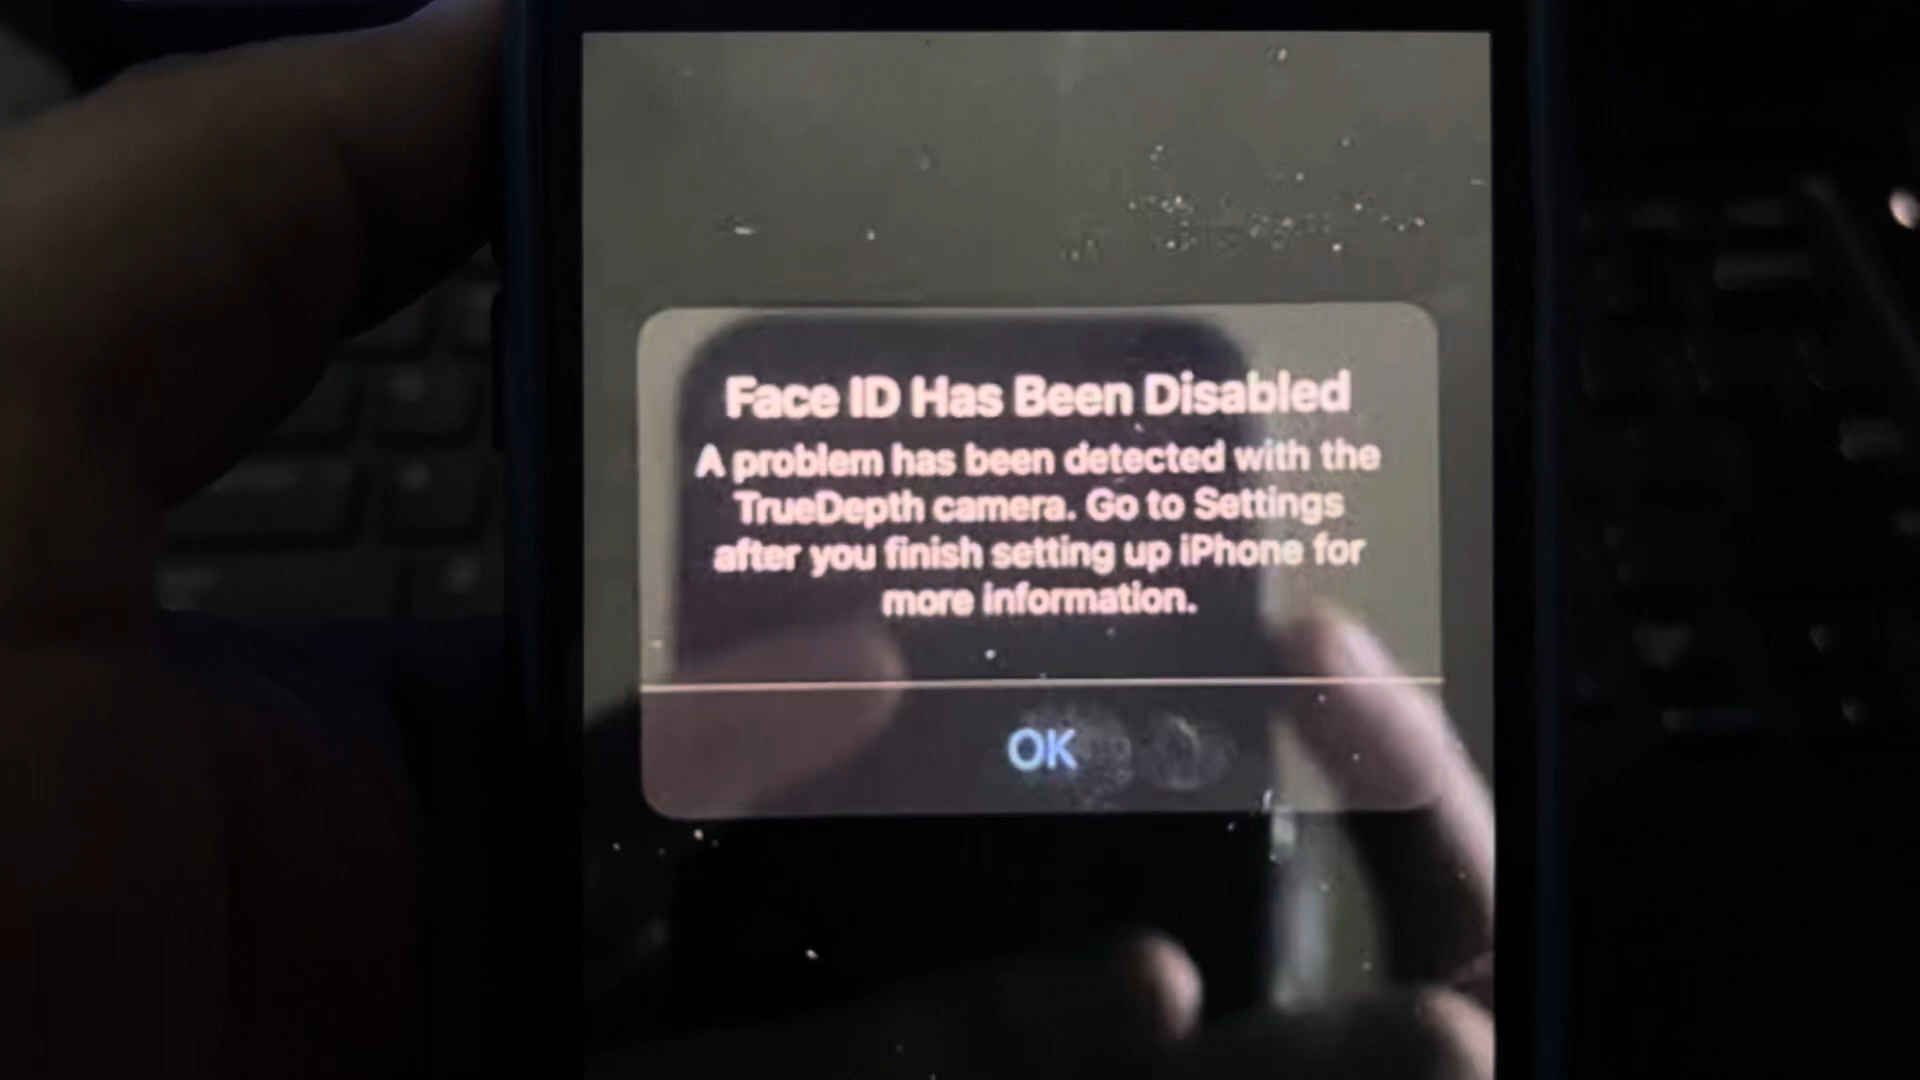 Face ID Has Been Disabled
A problem has been detected with the
TrueDepth camera. Go to Settings
after you finish setting up iPhone for
more information.
OK